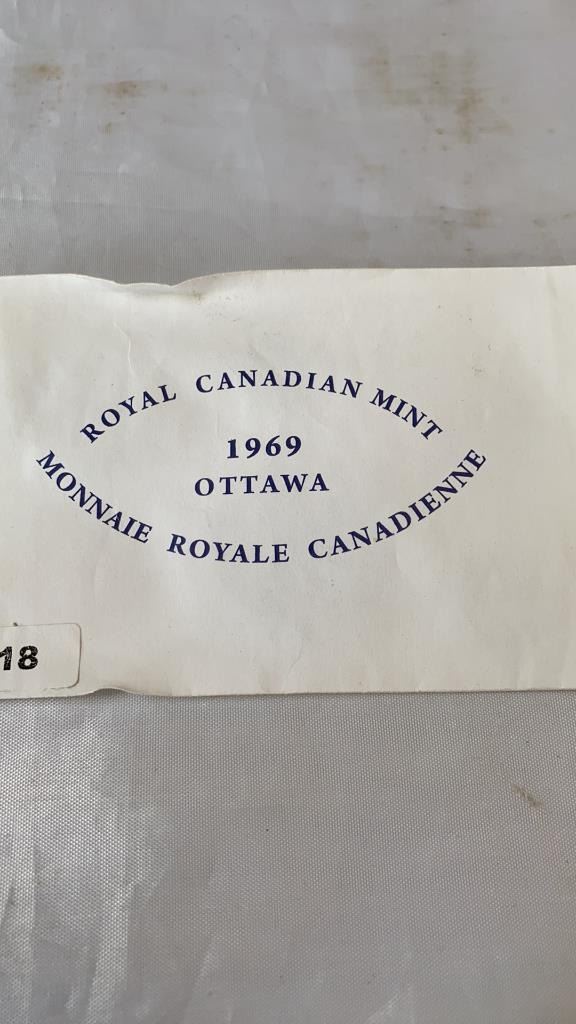 ROYAL CANADIAN MINT
1969
OTTAWA
MONNAIE ROYALE CANADIENNE
18